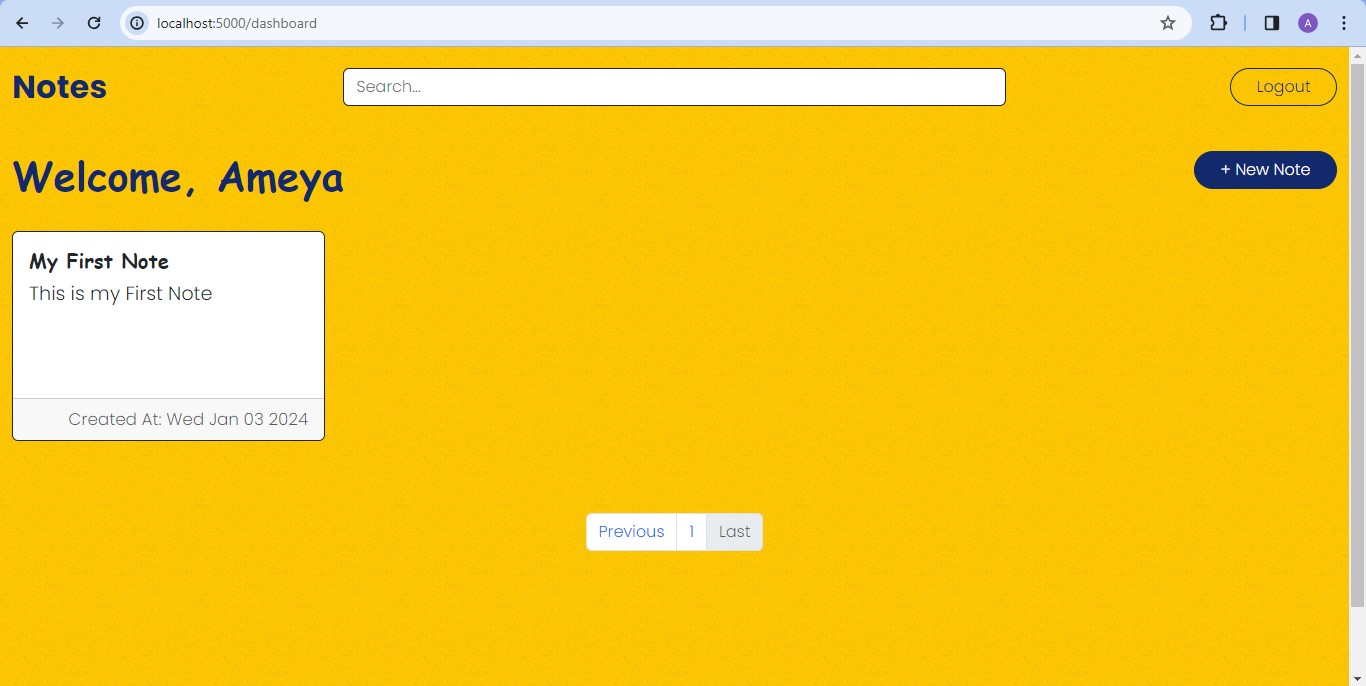 localhost:5000/dashboard
A
Notes
Search...
Logout
Welcome, Ameya
+ New Note
My First Note
This is my First Note
Created At: Wed Jan 03 2024
Previous 1 Last